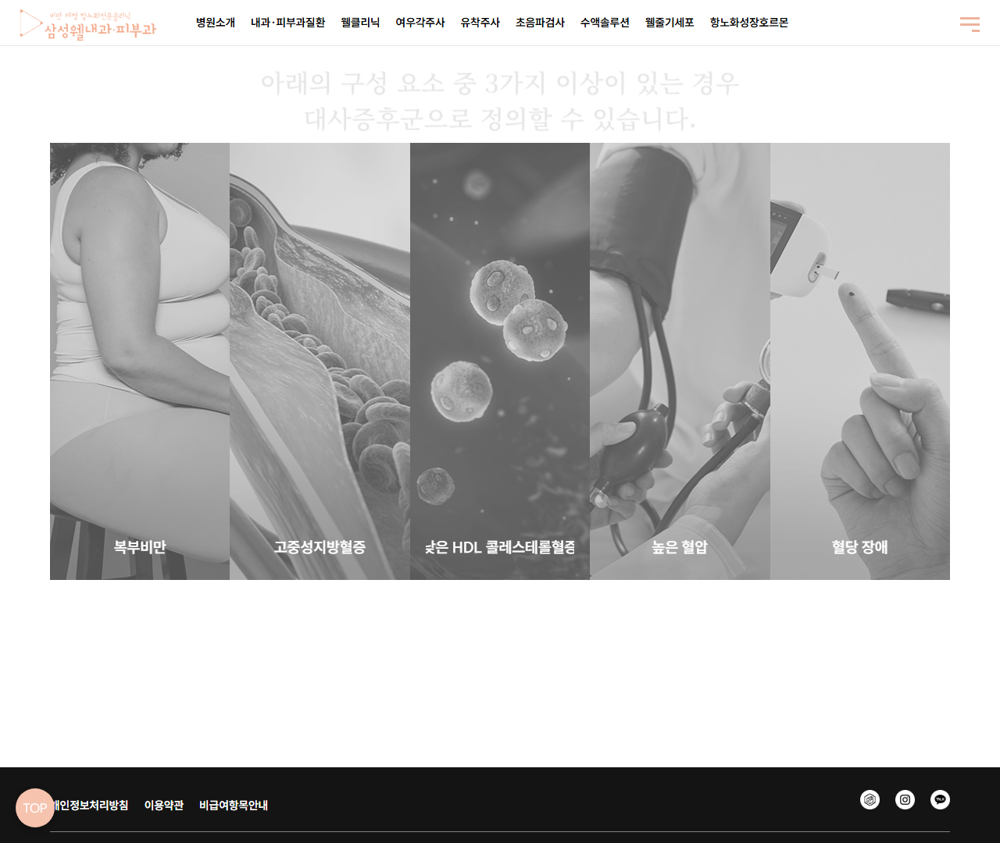 비만 체형 항노화전문클리닉
삼성웰내과·피부과
병원소개 내과·피부과질환 웰클리닉 여우각주사 유착주사 초음파검사 수액솔루션 웰줄기세포 항노화성장호르몬
아래의 구성 요소 중 3가지 이상이 있는 경우
대사증후군으로 정의할 수 있습니다.
복부비만
고중성지방혈증
낮은 HDL 콜레스테롤혈증
높은 혈압
혈당 장애
TOP
개인정보처리방침 이용약관 비급여항목안내
TALK